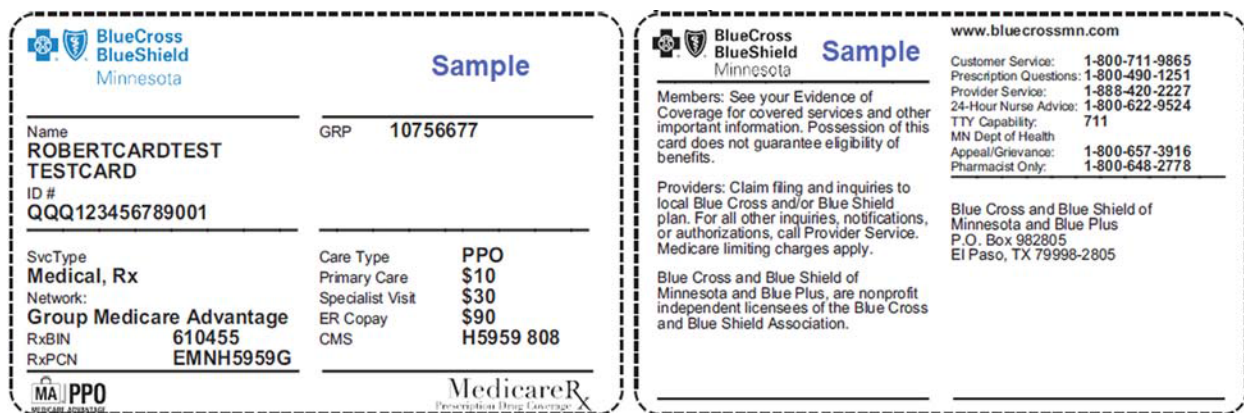 BlueCross
BlueShield
Minnesota
Sample
Name
ROBERTCARDTEST
TESTCARD
ID #
QQQ123456789001
GRP 10756677
SvcType
Medical, Rx
Network:
Group Medicare Advantage
RxBIN 610455
RxPCN EMNH5959G
Care Type PPO
Primary Care $10
Specialist Visit $30
ER Copay $90
CMS H5959 808
MA PPO
MEDICARE ADVANTAGE
MedicareRx
Prescription Drug Coverage
BlueCross
BlueShield
Minnesota
Sample
Members: See your Evidence of
Coverage for covered services and other
important information. Possession of this
card does not guarantee eligibility of
benefits.
Providers: Claim filing and inquiries to
local Blue Cross and/or Blue Shield
plan. For all other inquiries, notifications,
or authorizations, call Provider Service.
Medicare limiting charges apply.
Blue Cross and Blue Shield of
Minnesota and Blue Plus, are nonprofit
independent licensees of the Blue Cross
and Blue Shield Association.
www.bluecrossmn.com
Customer Service: 1-800-711-9865
Prescription Questions: 1-800-490-1251
Provider Service: 1-888-420-2227
24-Hour Nurse Advice: 1-800-622-9524
TTY Capability: 711
MN Dept of Health
Appeal/Grievance: 1-800-657-3916
Pharmacist Only: 1-800-648-2778
Blue Cross and Blue Shield of
Minnesota and Blue Plus
P.O. Box 982805
El Paso, TX 79998-2805